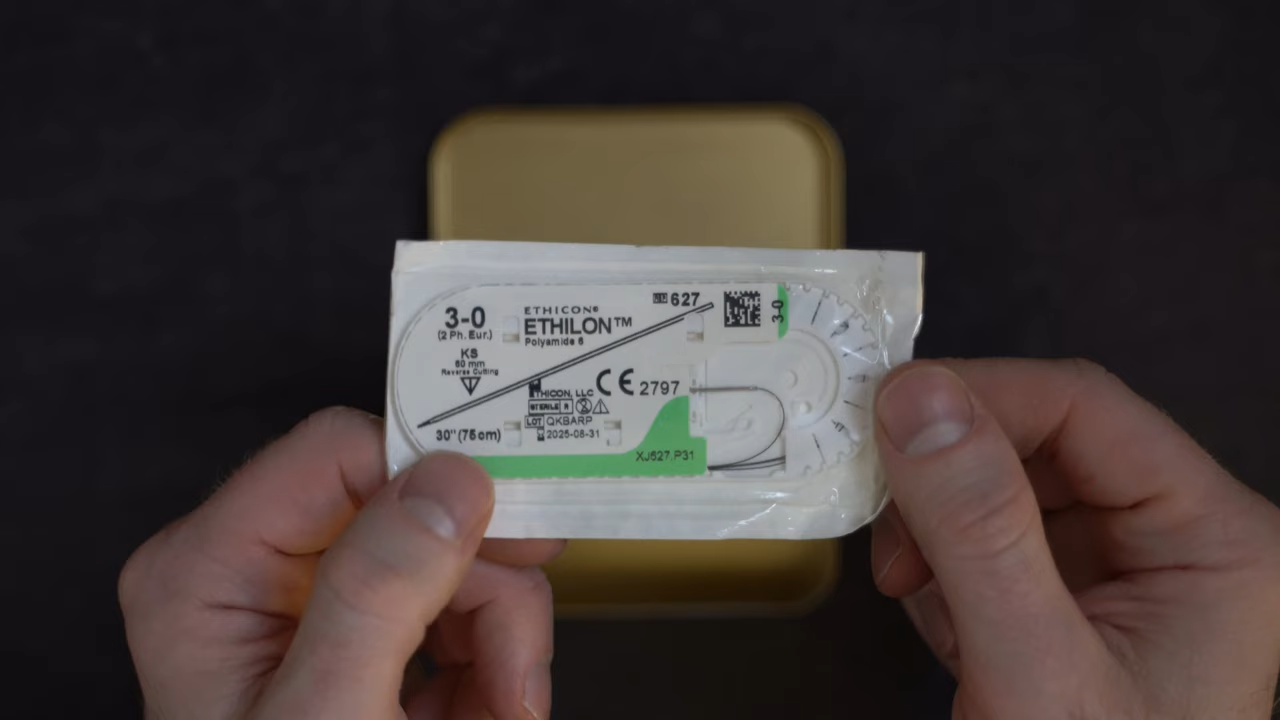 3-0
(2 Ph. Eur.)
KS
60 mm
Reverse Cutting
30" (75cm)
ETHICON®
ETHILON™
Polyamide 6
REF 627
3-0
ETHICON, LLC
CE 2797
STERILE R
LOT QKBARP
2025-08-31
XJ627.P31